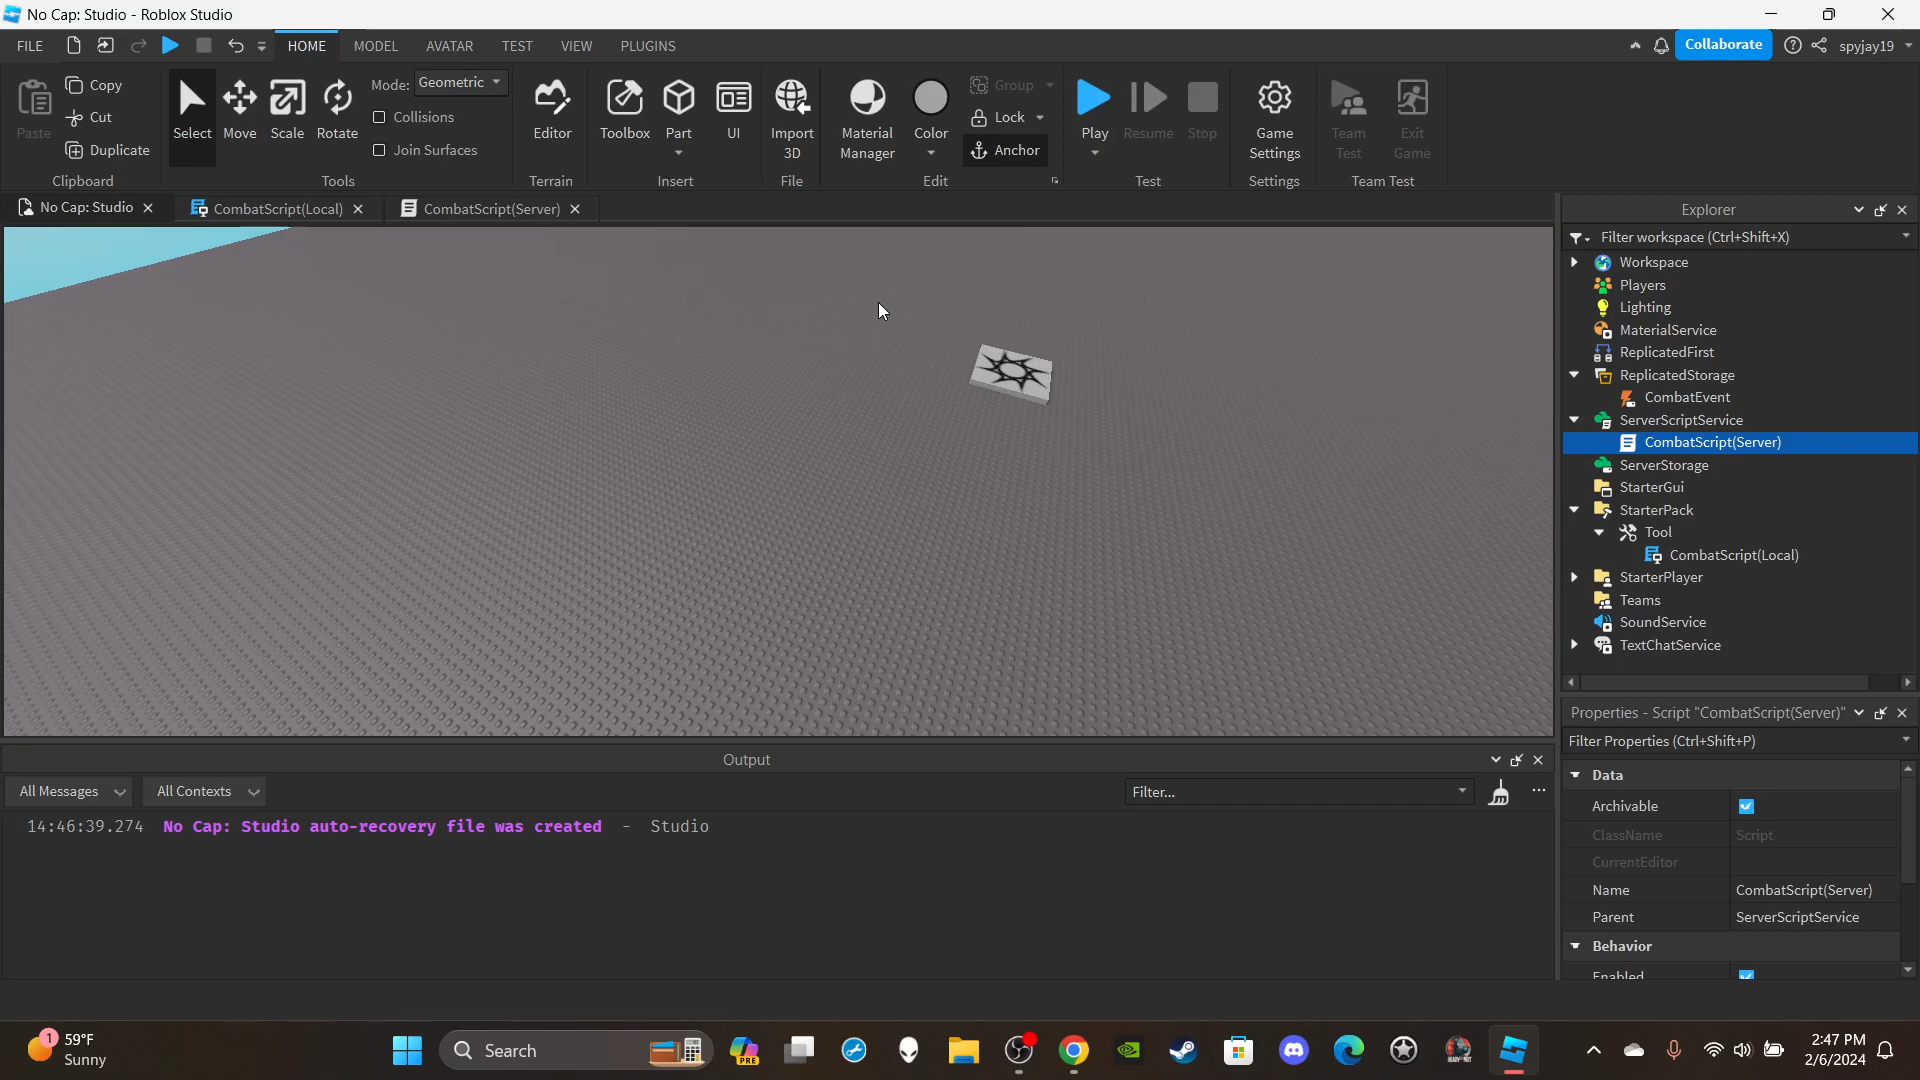 No Cap: Studio - Roblox Studio
FILE HOME MODEL AVATAR TEST VIEW PLUGINS Collaborate spyjay19
Paste Copy Cut Duplicate
Clipboard
Select Move Scale Rotate
Mode: Geometric
Collisions
Join Surfaces
Tools
Editor
Terrain
Toolbox Part UI
Insert
Import 3D
File
Material Manager
Color
Group
Lock
Anchor
Edit
Play Resume Stop
Test
Game Settings
Settings
Team Test
Exit Game
Team Test
No Cap: Studio CombatScript(Local) CombatScript(Server)
Explorer
Filter workspace (Ctrl+Shift+X)
Workspace
Players
Lighting
MaterialService
ReplicatedFirst
ReplicatedStorage
CombatEvent
ServerScriptService
CombatScript(Server)
ServerStorage
StarterGui
StarterPack
Tool
CombatScript(Local)
StarterPlayer
Teams
SoundService
TextChatService
Properties - Script "CombatScript(Server)"
Filter Properties (Ctrl+Shift+P)
Data
Archivable
ClassName Script
CurrentEditor
Name CombatScript(Server)
Parent ServerScriptService
Behavior
Enabled
Output
All Messages All Contexts Filter...
14:46:39.274 No Cap: Studio auto-recovery file was created - Studio
1
59°F
Sunny
Search
PRE
2:47 PM
2/6/2024